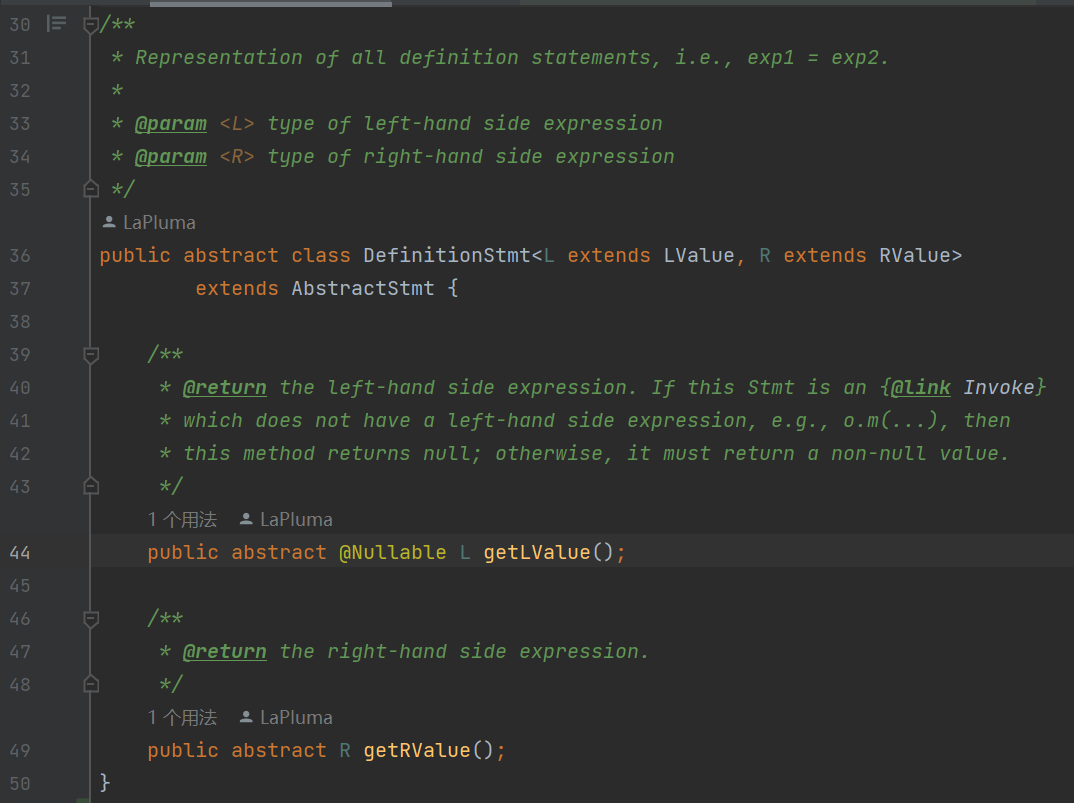 30 /**
31 * Representation of all definition statements, i.e., exp1 = exp2.
32 *
33 * @param <L> type of left-hand side expression
34 * @param <R> type of right-hand side expression
35 */
LaPluma
36 public abstract class DefinitionStmt<L extends LValue, R extends RValue>
37 extends AbstractStmt {
38
39 /**
40 * @return the left-hand side expression. If this Stmt is an {@link Invoke}
41 * which does not have a left-hand side expression, e.g., o.m(...), then
42 * this method returns null; otherwise, it must return a non-null value.
43 */
1 个用法 LaPluma
44 public abstract @Nullable L getLValue();
45
46 /**
47 * @return the right-hand side expression.
48 */
1 个用法 LaPluma
49 public abstract R getRValue();
50 }